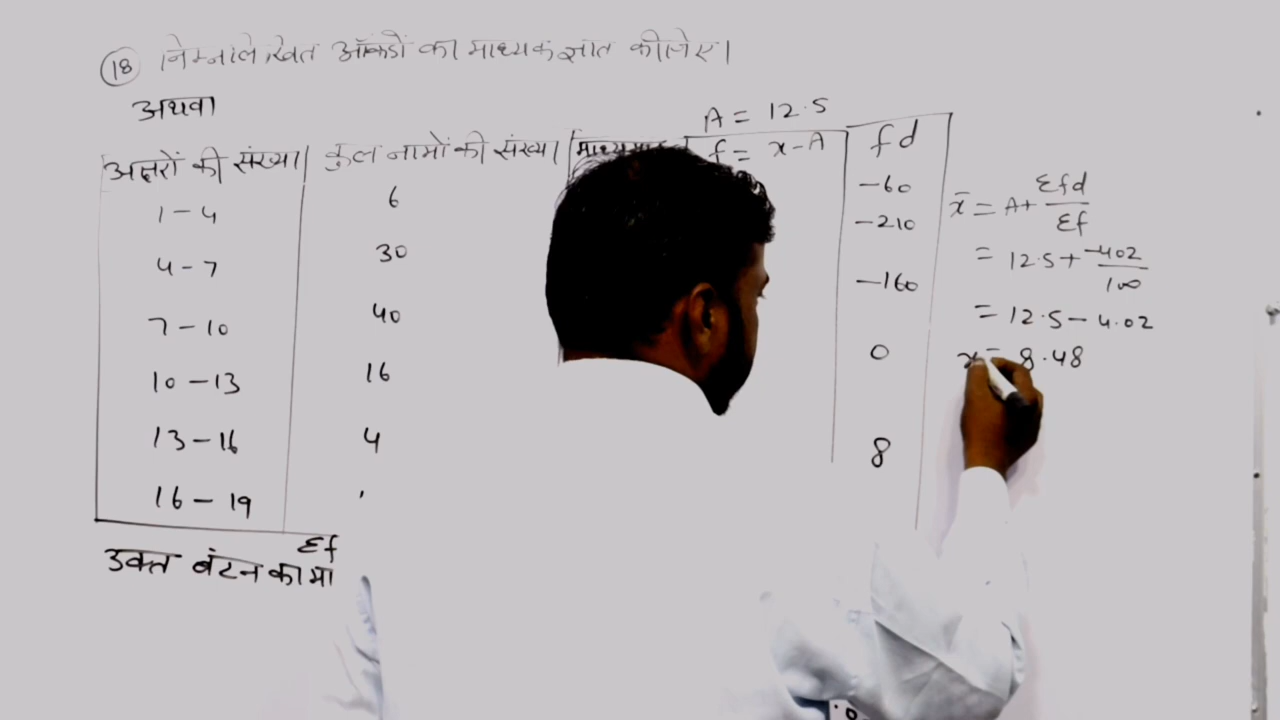 18 निम्नलिखित आँकडों का माध्यक ज्ञात कीजिए।
अथवा
A = 12.5
अक्षरों की संख्या कुल नामों की संख्या f = x-A fd
1-4 6 -60
4-7 30 -210
7-10 40 -160
10-13 16 0
13-16 4 8
16-19
Σf
उक्त बंटन का मा
x̄ = A + Σfd/Σf
= 12.5 + -402/100
= 12.5 - 4.02
= 8.48